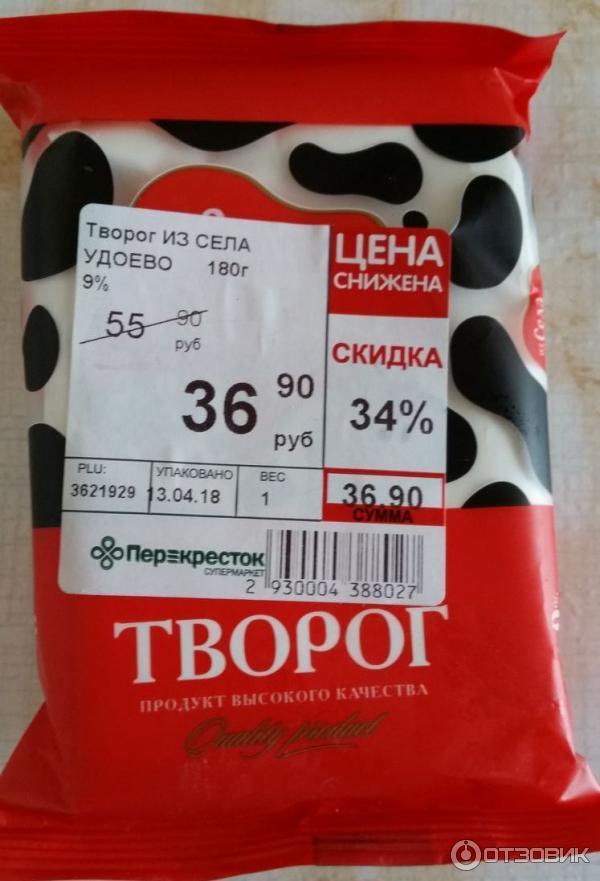 Творог ИЗ СЕЛА
УДОЕВО 180г
9%
55 90
руб
36 90
руб
ЦЕНА
СНИЖЕНА
СКИДКА
34%
PLU: УПАКОВАНО ВЕС
3621929 13.04.18 1
36.90
СУММА
Перекресток
СУПЕРМАРКЕТ
2 930004 388027
из Села
ТВОРОГ
ПРОДУКТ ВЫСОКОГО КАЧЕСТВА
Quality product
ОТЗОВИК